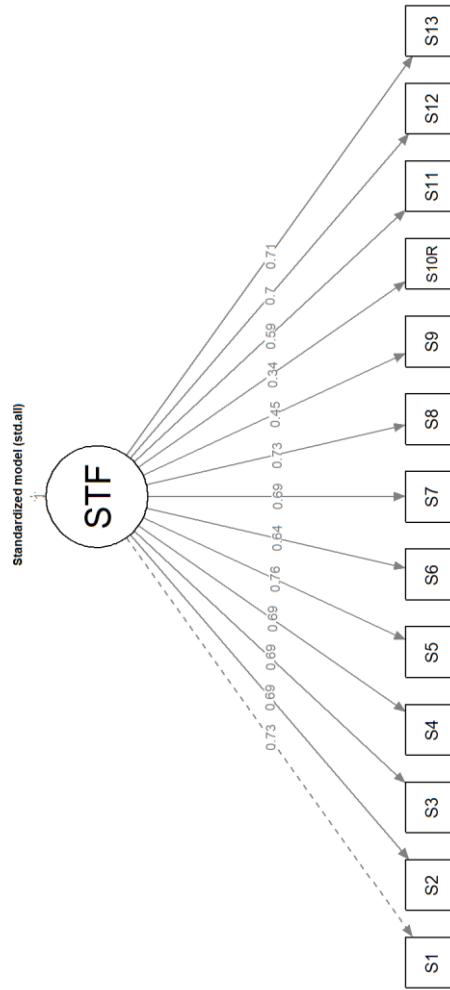 Standardized model (std.all)
1
STF
0.73
0.69
0.69
0.69
0.76
0.64
0.69
0.73
0.45
0.34
0.59
0.7
0.71
S1
S2
S3
S4
S5
S6
S7
S8
S9
S10R
S11
S12
S13